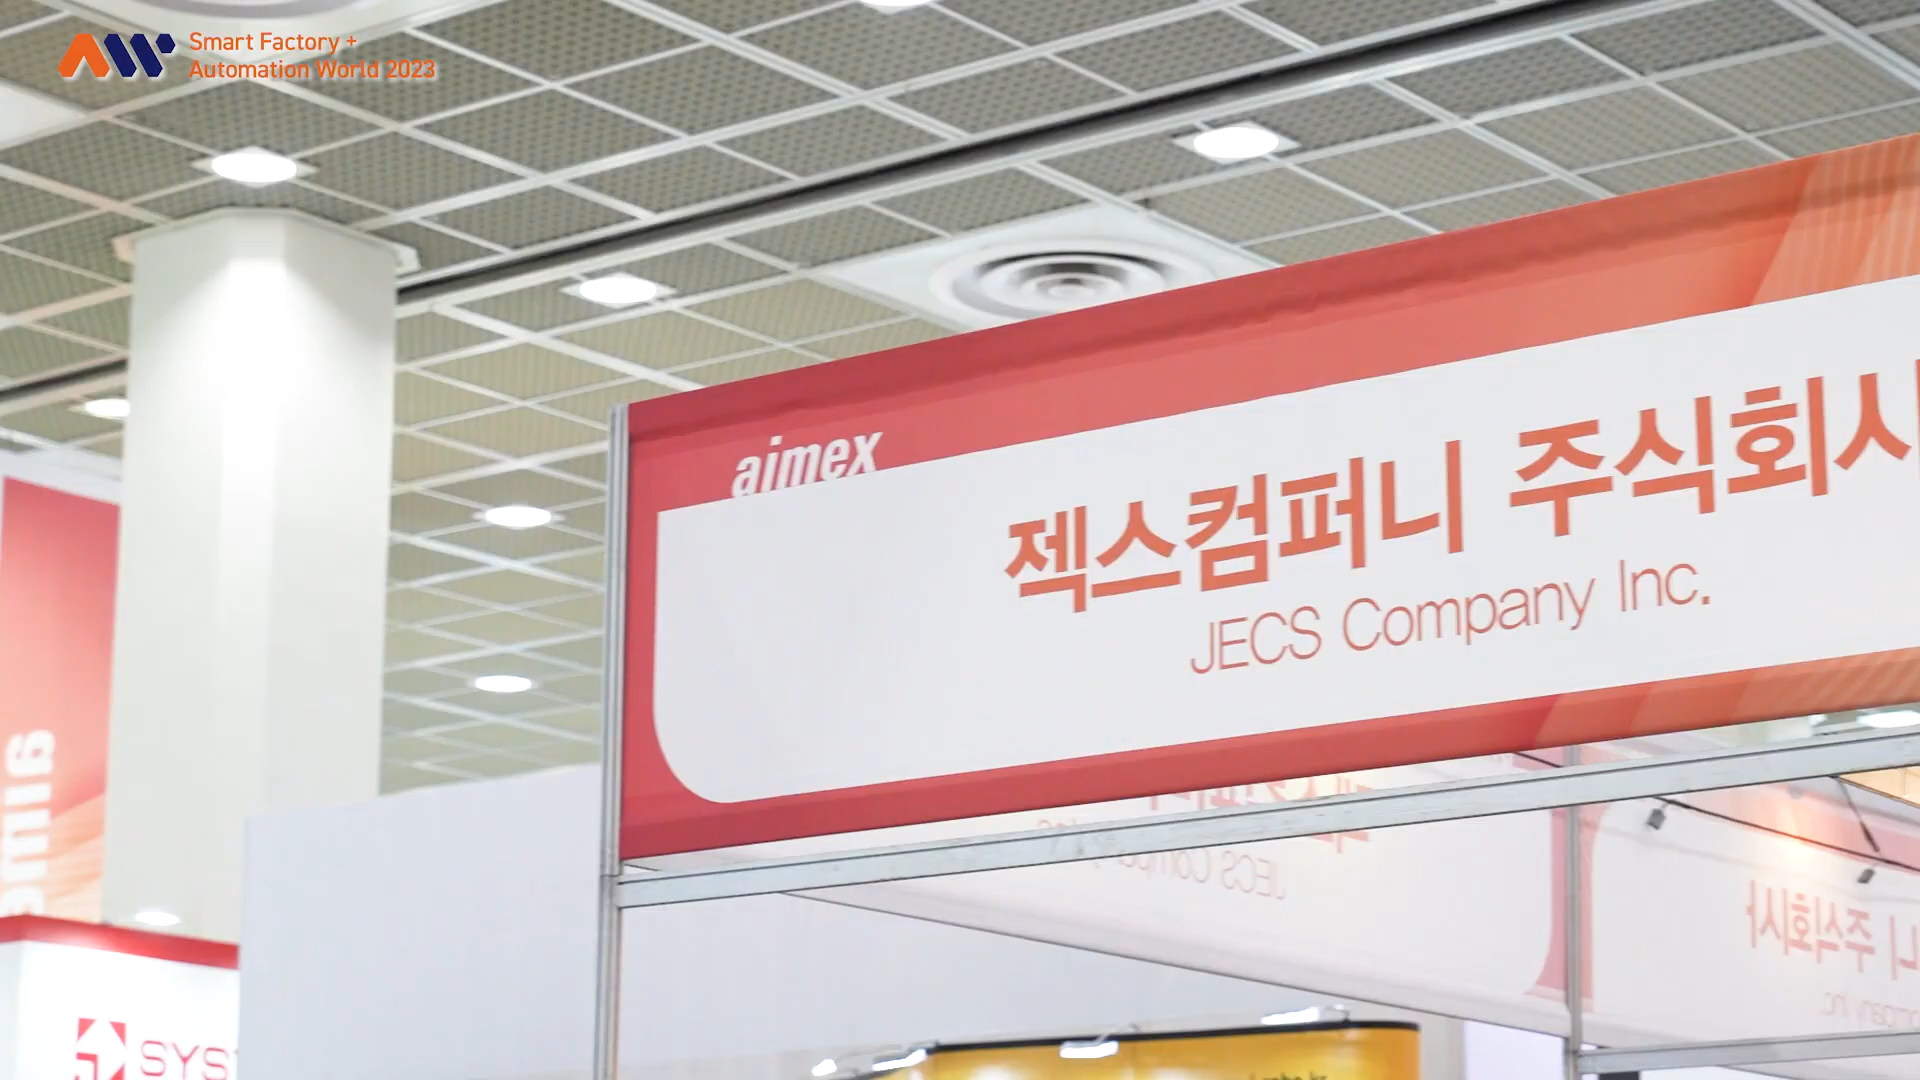 Smart Factory +
Automation World 2023
aimex
젝스컴퍼니 주식회사
JECS Company Inc.